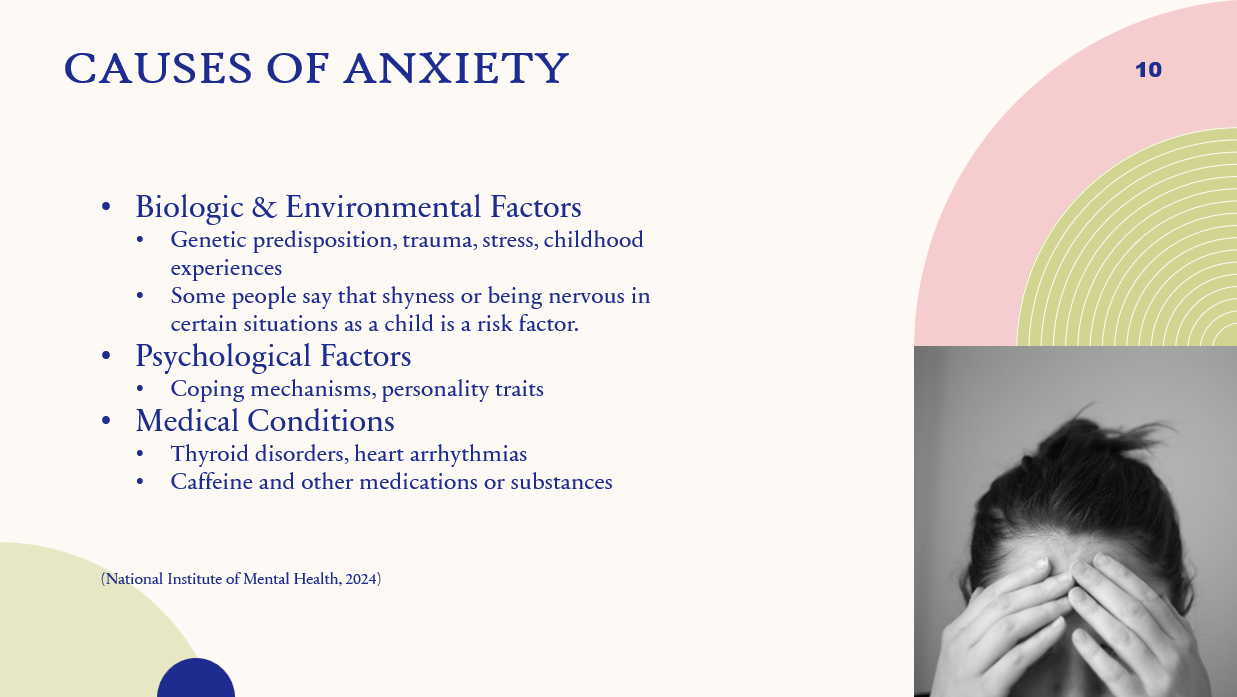 CAUSES OF ANXIETY
10
• Biologic & Environmental Factors
• Genetic predisposition, trauma, stress, childhood
experiences
• Some people say that shyness or being nervous in
certain situations as a child is a risk factor.
• Psychological Factors
• Coping mechanisms, personality traits
• Medical Conditions
• Thyroid disorders, heart arrhythmias
• Caffeine and other medications or substances
(National Institute of Mental Health, 2024)